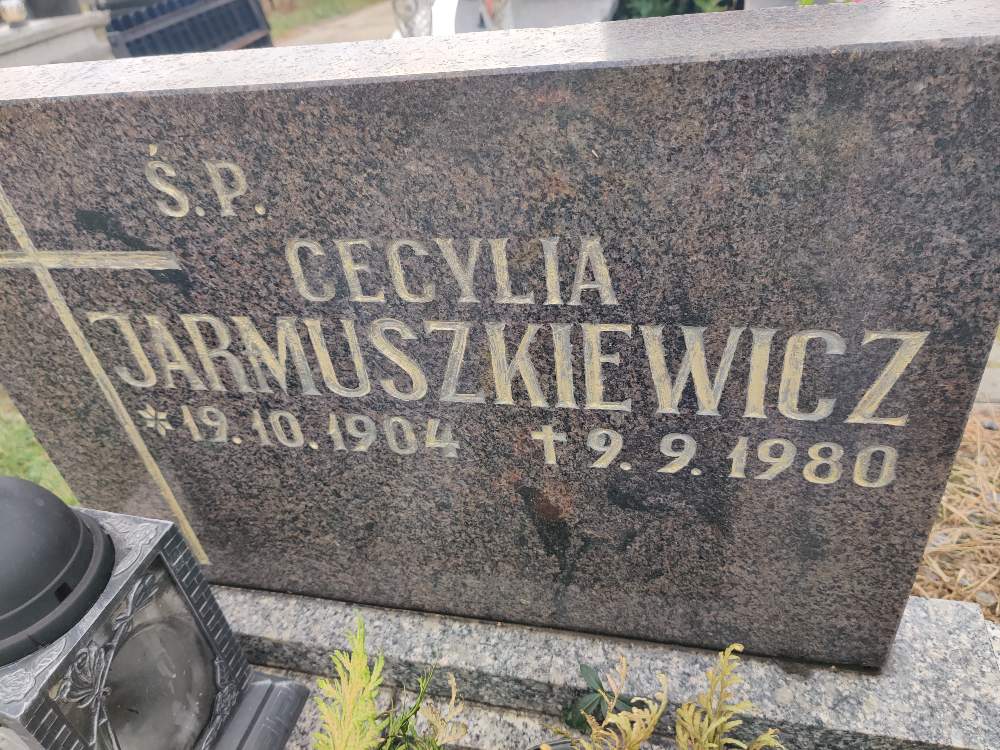 Ś.P.
CECYLIA
JARMUSZKIEWICZ
* 19.10.1904 † 9.9.1980